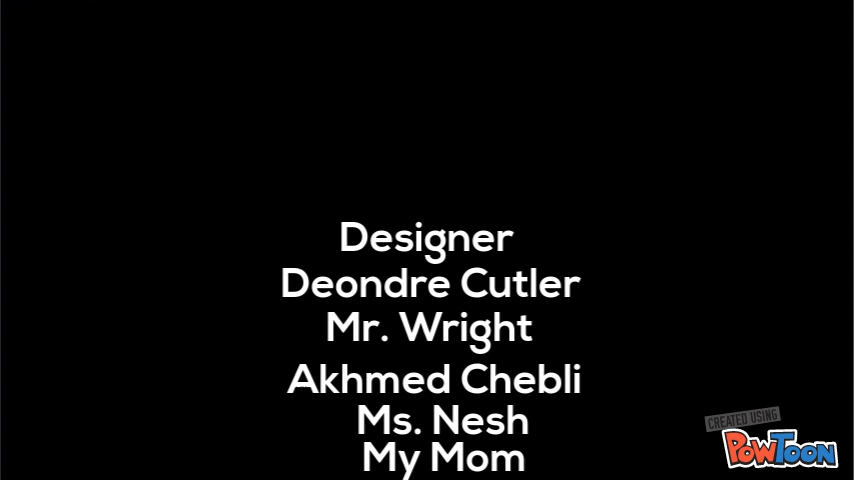 Designer
Deondre Cutler
Mr. Wright
Akhmed Chebli
Ms. Nesh
My Mom
CREATED USING
PowToon